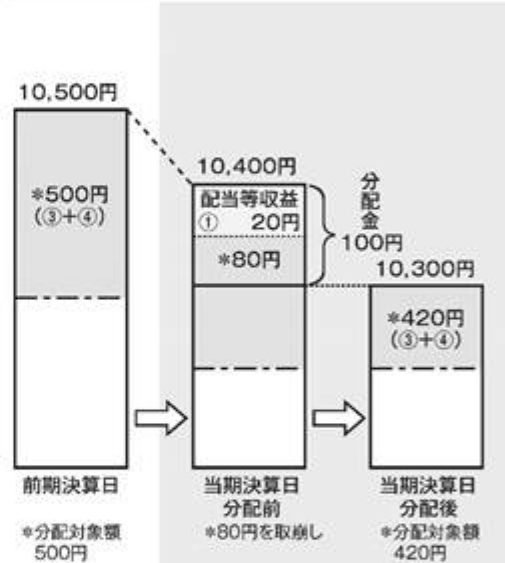 10,500円
*500円
(③+④)
10,400円
配当等収益
① 20円
*80円
分配金
100円
10,300円
*420円
(③+④)
前期決算日
*分配対象額
500円
当期決算日
分配前
*80円を取崩し
当期決算日
分配後
*分配対象額
420円